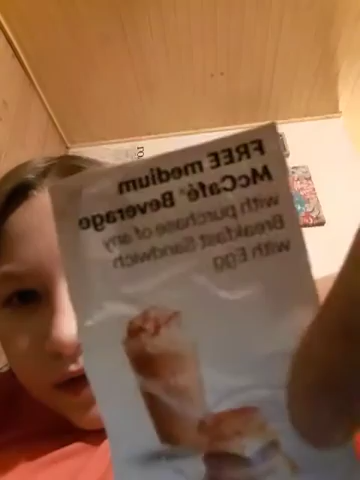 FREE medium
McCafé® Beverage
with purchase of any
Breakfast Sandwich
with Egg